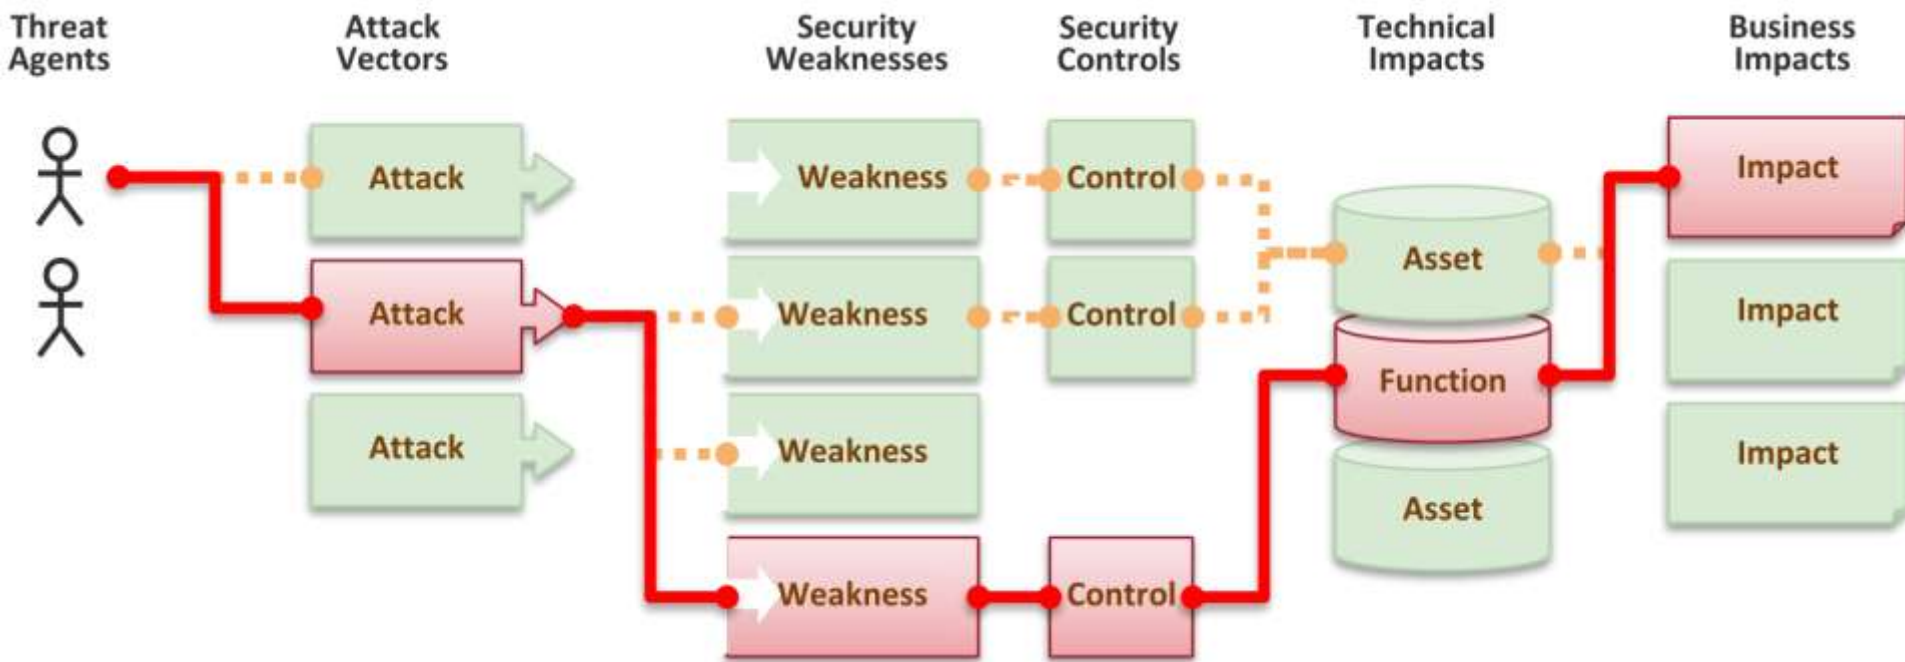 Threat
Agents
Attack
Vectors
Security
Weaknesses
Security
Controls
Technical
Impacts
Business
Impacts
Attack
Weakness
Control
Impact
Asset
Attack
Weakness
Control
Impact
Function
Attack
Weakness
Impact
Asset
Weakness
Control